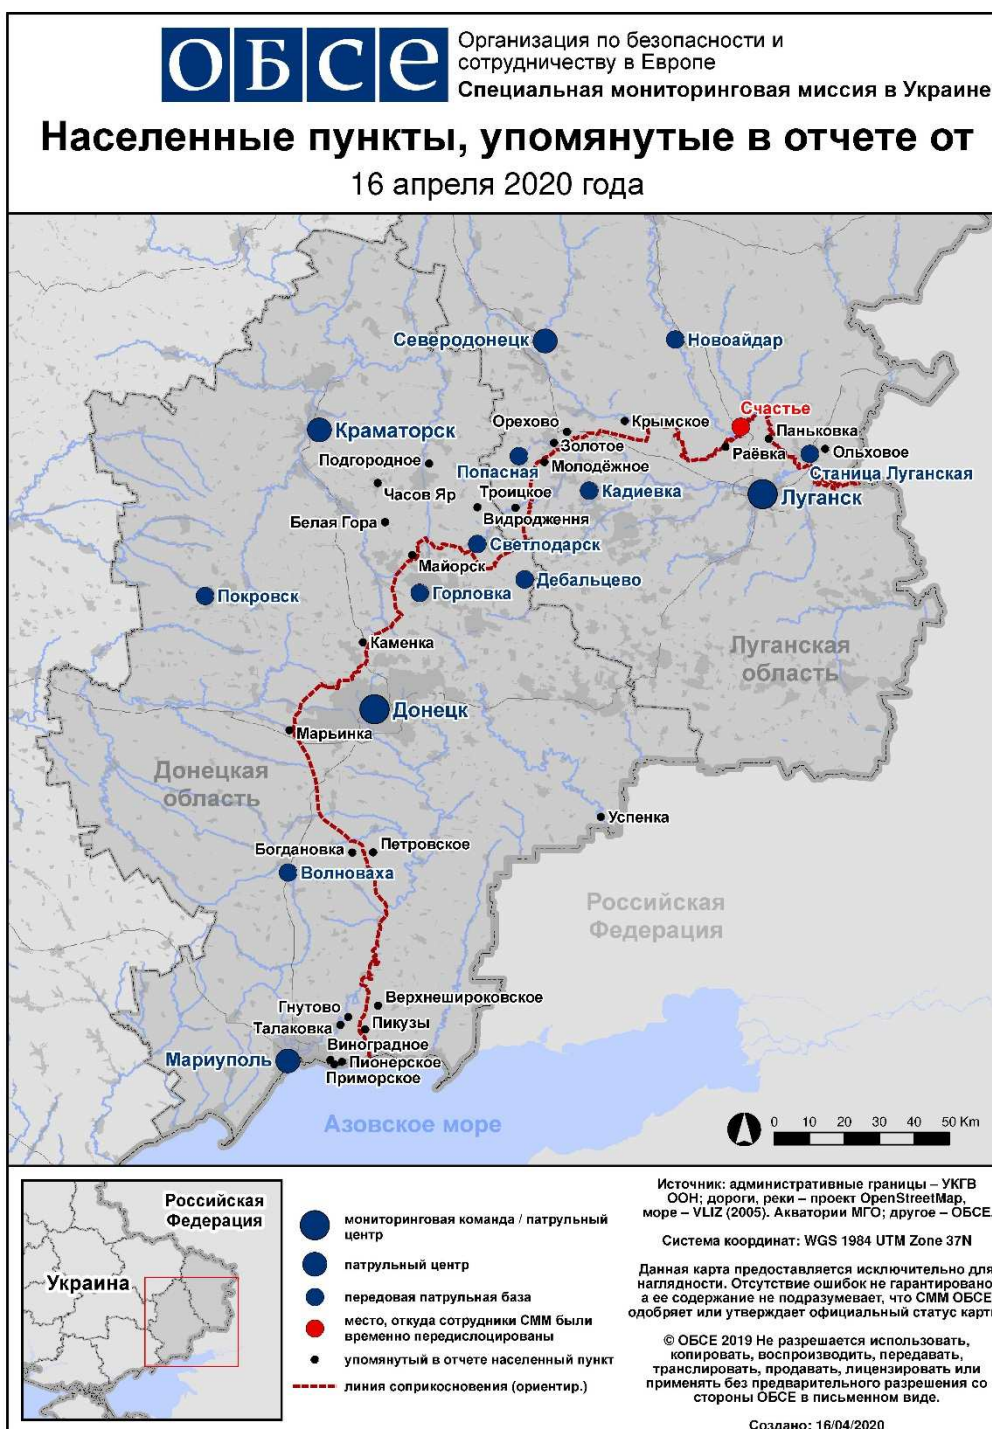 ОБСЕ
Организация по безопасности и
сотрудничеству в Европе
Специальная мониторинговая миссия в Украине
Населенные пункты, упомянутые в отчете от
16 апреля 2020 года
Северодонецк
Новоайдар
Счастье
Крымское
Орехово
Паньковка
Краматорск
Золотое
Раёвка
Ольховое
Подгородное
Попасная
Молодёжное
Станица Луганская
Часов Яр
Троицкое
Кадиевка
Луганск
Белая Гора
Видродження
Светлодарск
Майорск
Дебальцево
Покровск
Горловка
Каменка
Луганская
область
Донецк
Марьинка
Донецкая
область
Успенка
Богдановка
Петровское
Волноваха
Российская
Федерация
Верхнешироковское
Гнутово
Талаковка
Пикузы
Виноградное
Мариуполь
Пионерское
Приморское
Азовское море
0 10 20 30 40 50 Km
Российская
Федерация
Украина
мониторинговая команда / патрульный
центр
патрульный центр
передовая патрульная база
место, откуда сотрудники СММ были
временно передислоцированы
упомянутый в отчете населенный пункт
линия соприкосновения (ориентир.)
Источник: административные границы – УКГВ
ООН; дороги, реки – проект OpenStreetMap,
море – VLIZ (2005). Акватории МГО; другое – ОБСЕ.
Система координат: WGS 1984 UTM Zone 37N
Данная карта предоставляется исключительно для
наглядности. Отсутствие ошибок не гарантировано,
а ее содержание не подразумевает, что СММ ОБСЕ
одобряет или утверждает официальный статус карт
© ОБСЕ 2019 Не разрешается использовать,
копировать, воспроизводить, передавать,
транслировать, продавать, лицензировать или
применять без предварительного разрешения со
стороны ОБСЕ в письменном виде.
Создано: 16/04/2020